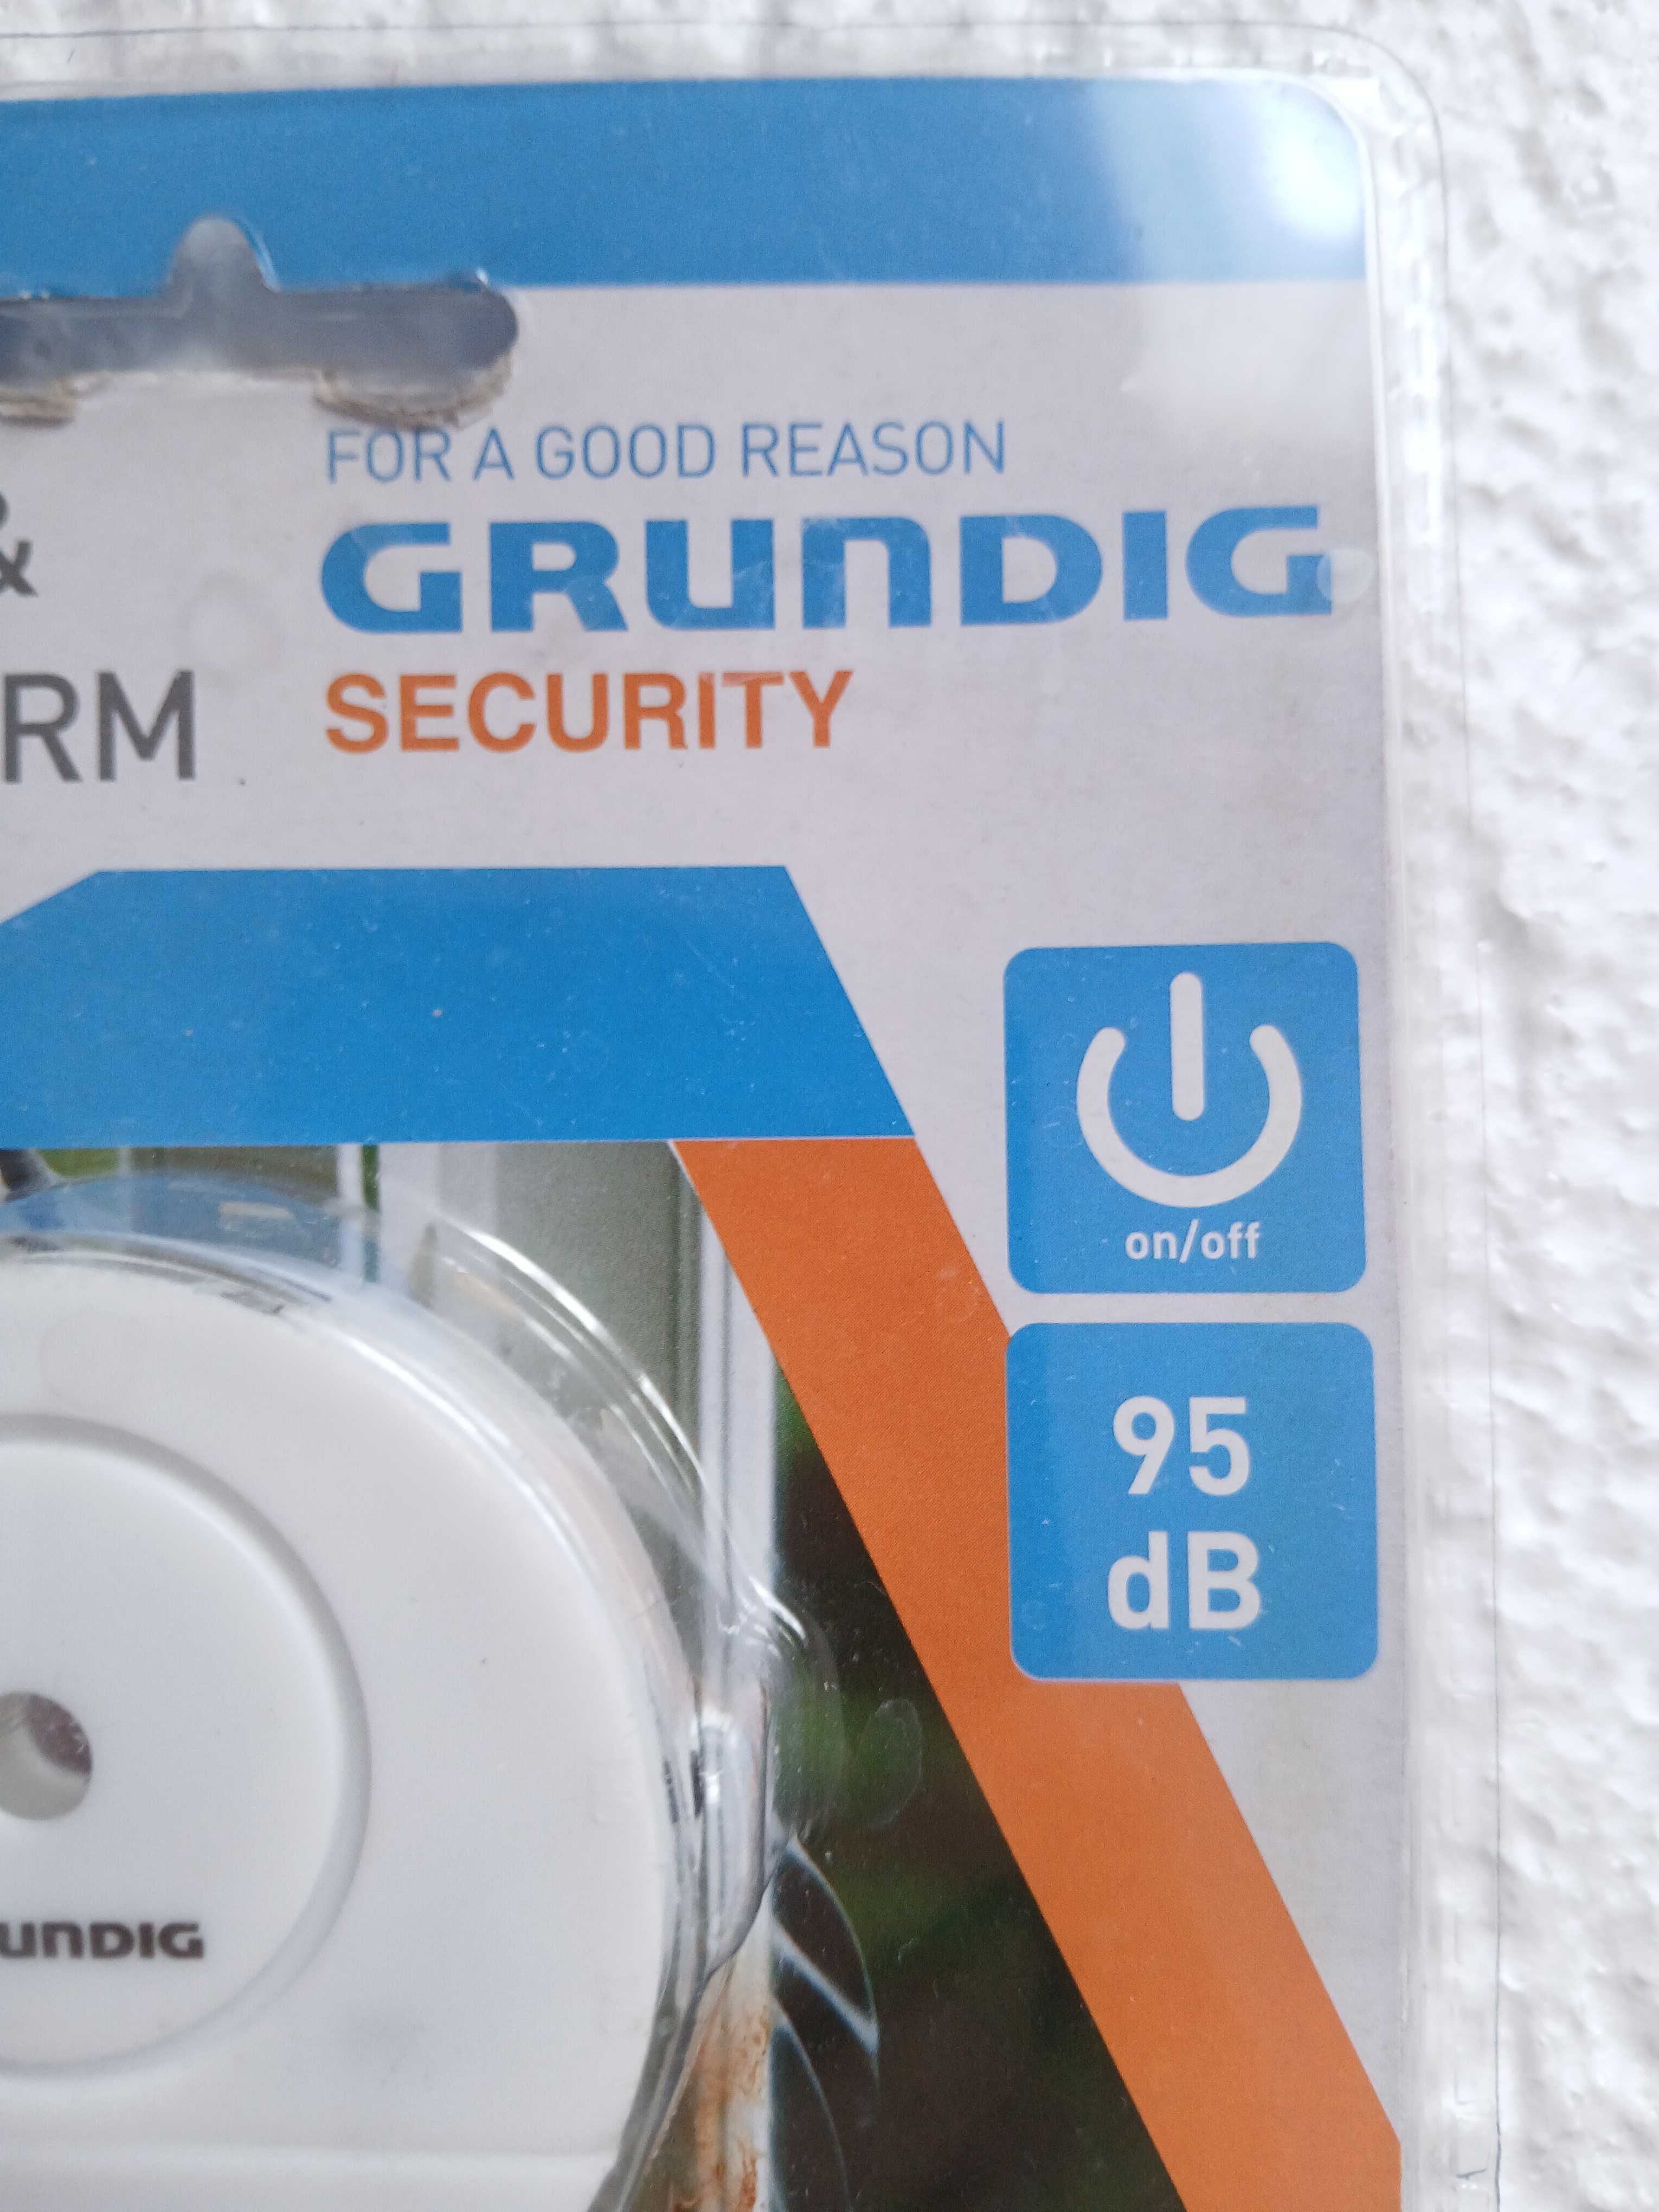 FOR A GOOD REASON
GRUNDIG
&
SECURITY
RM
on/off
95
dB
UNDIG